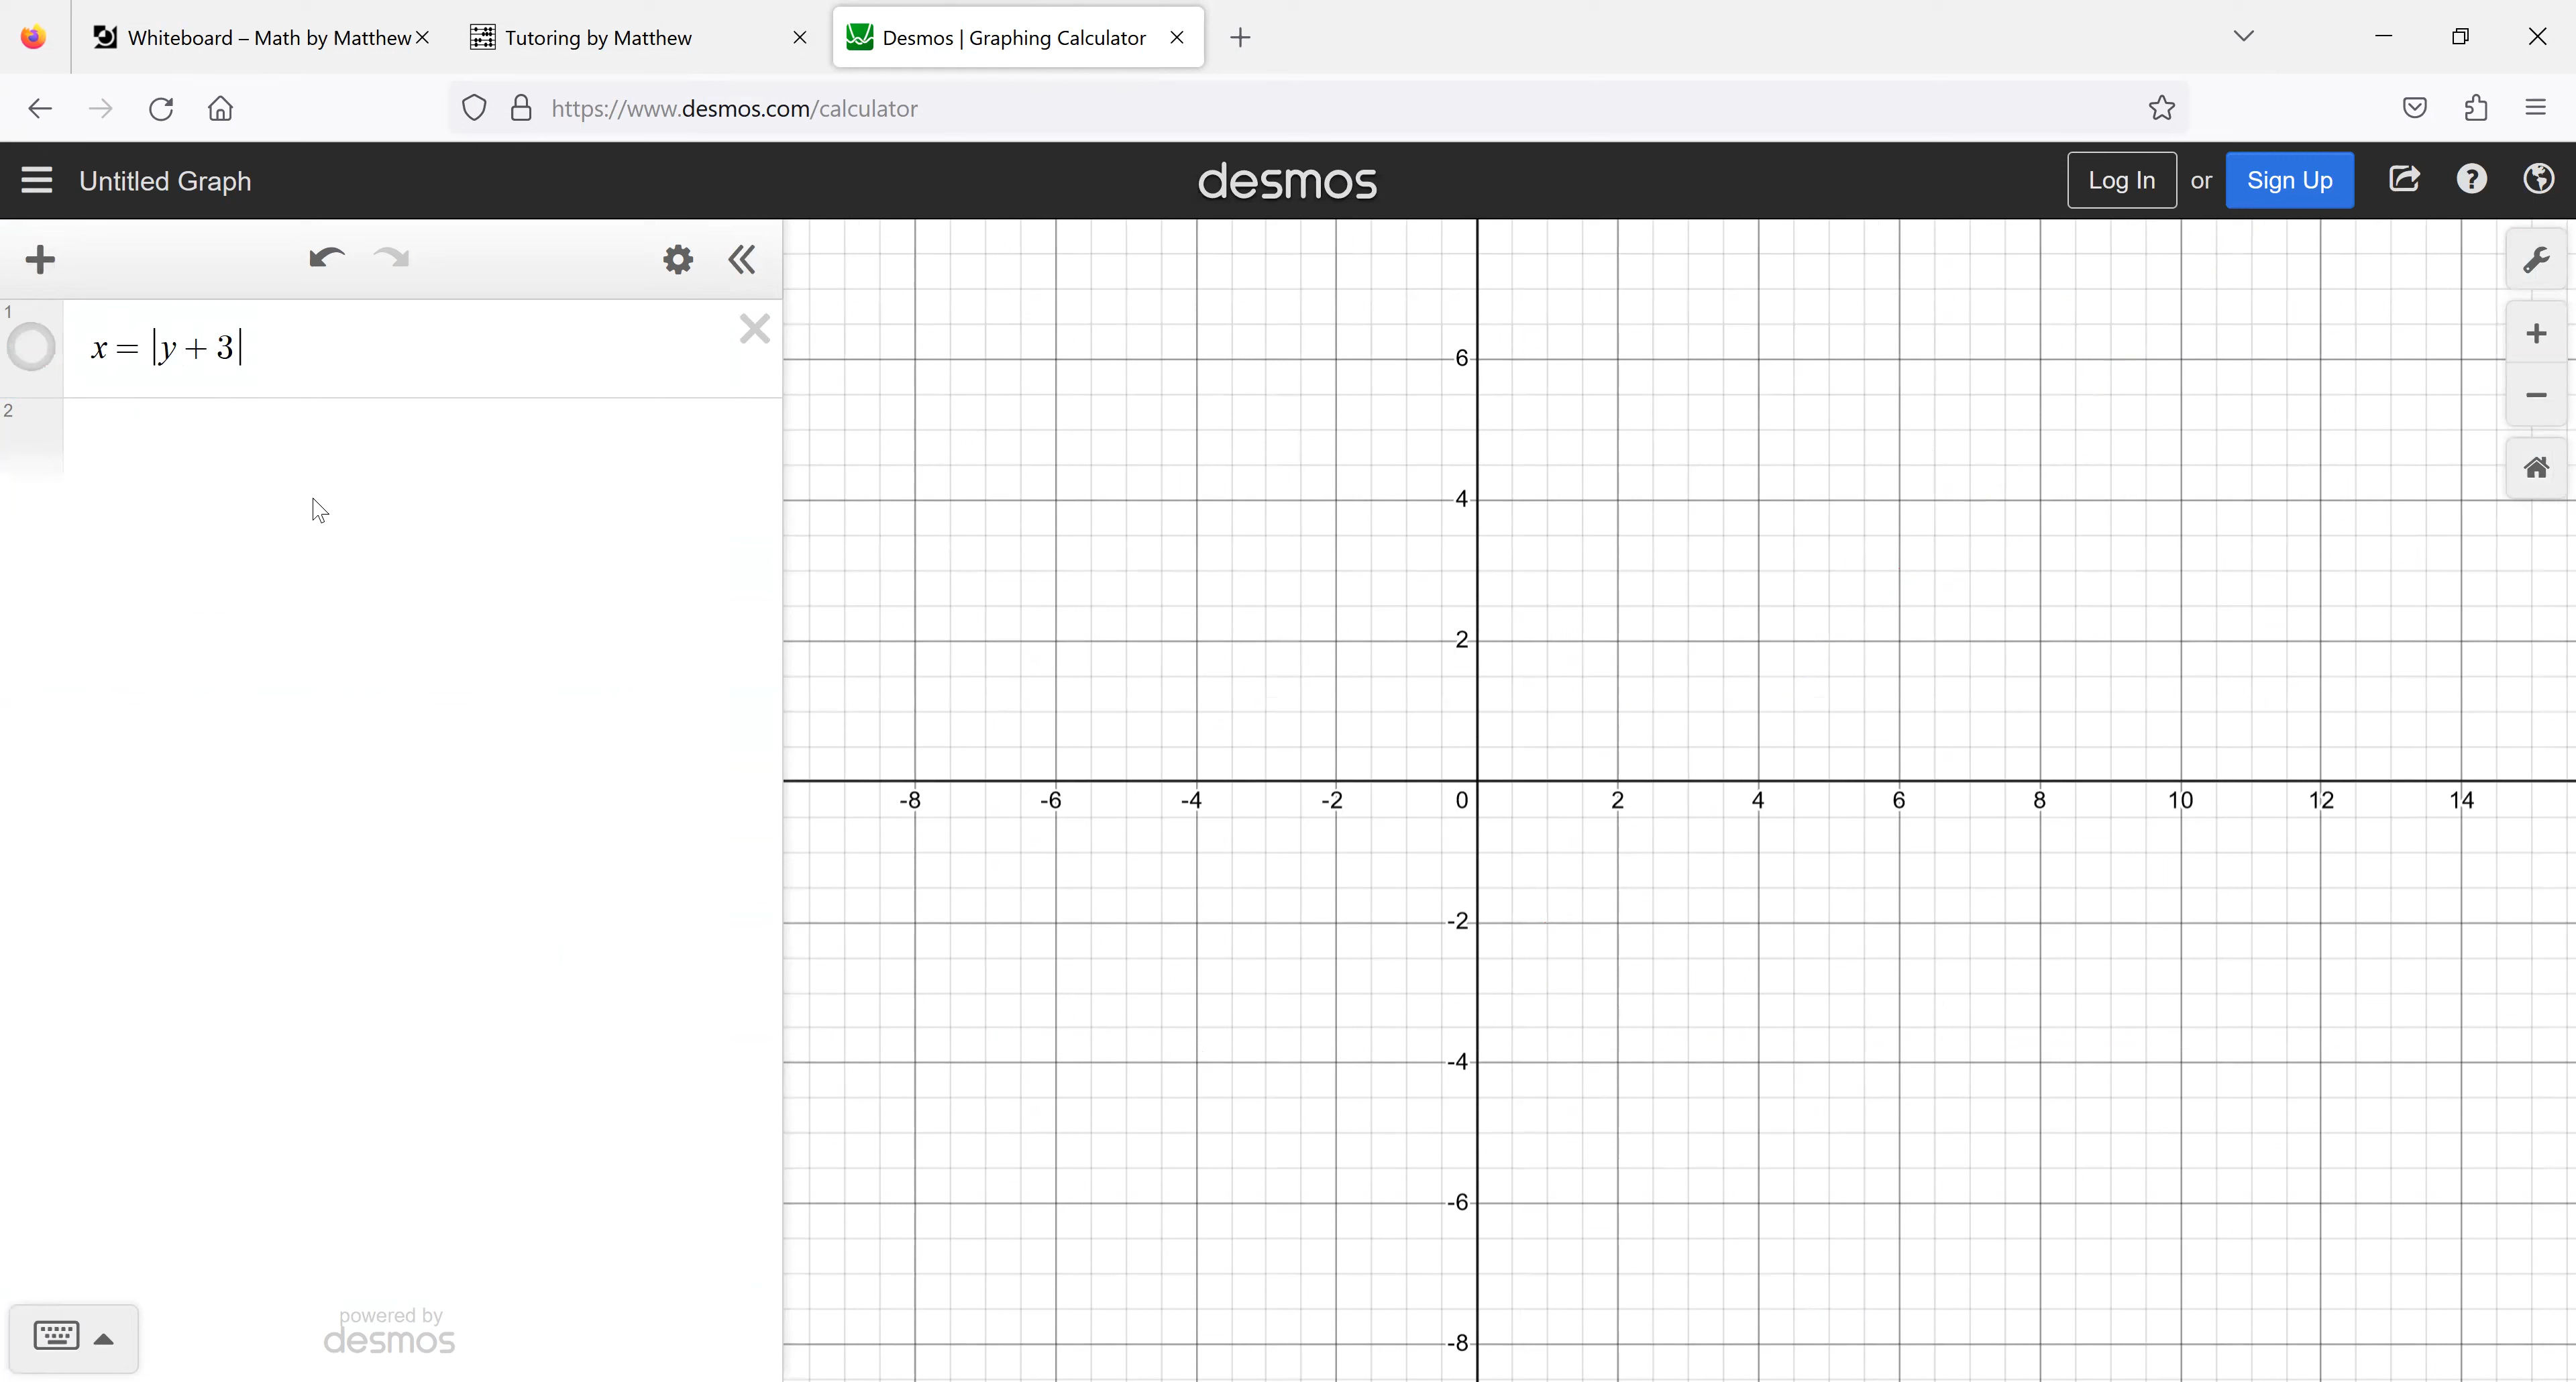 Whiteboard – Math by Matthew
Tutoring by Matthew
Desmos | Graphing Calculator
https://www.desmos.com/calculator
Untitled Graph
desmos
Log In or Sign Up
1
x = |y + 3|
2
6
4
2
-8 -6 -4 -2 0 2 4 6 8 10 12 14
-2
-4
-6
-8
powered by
desmos